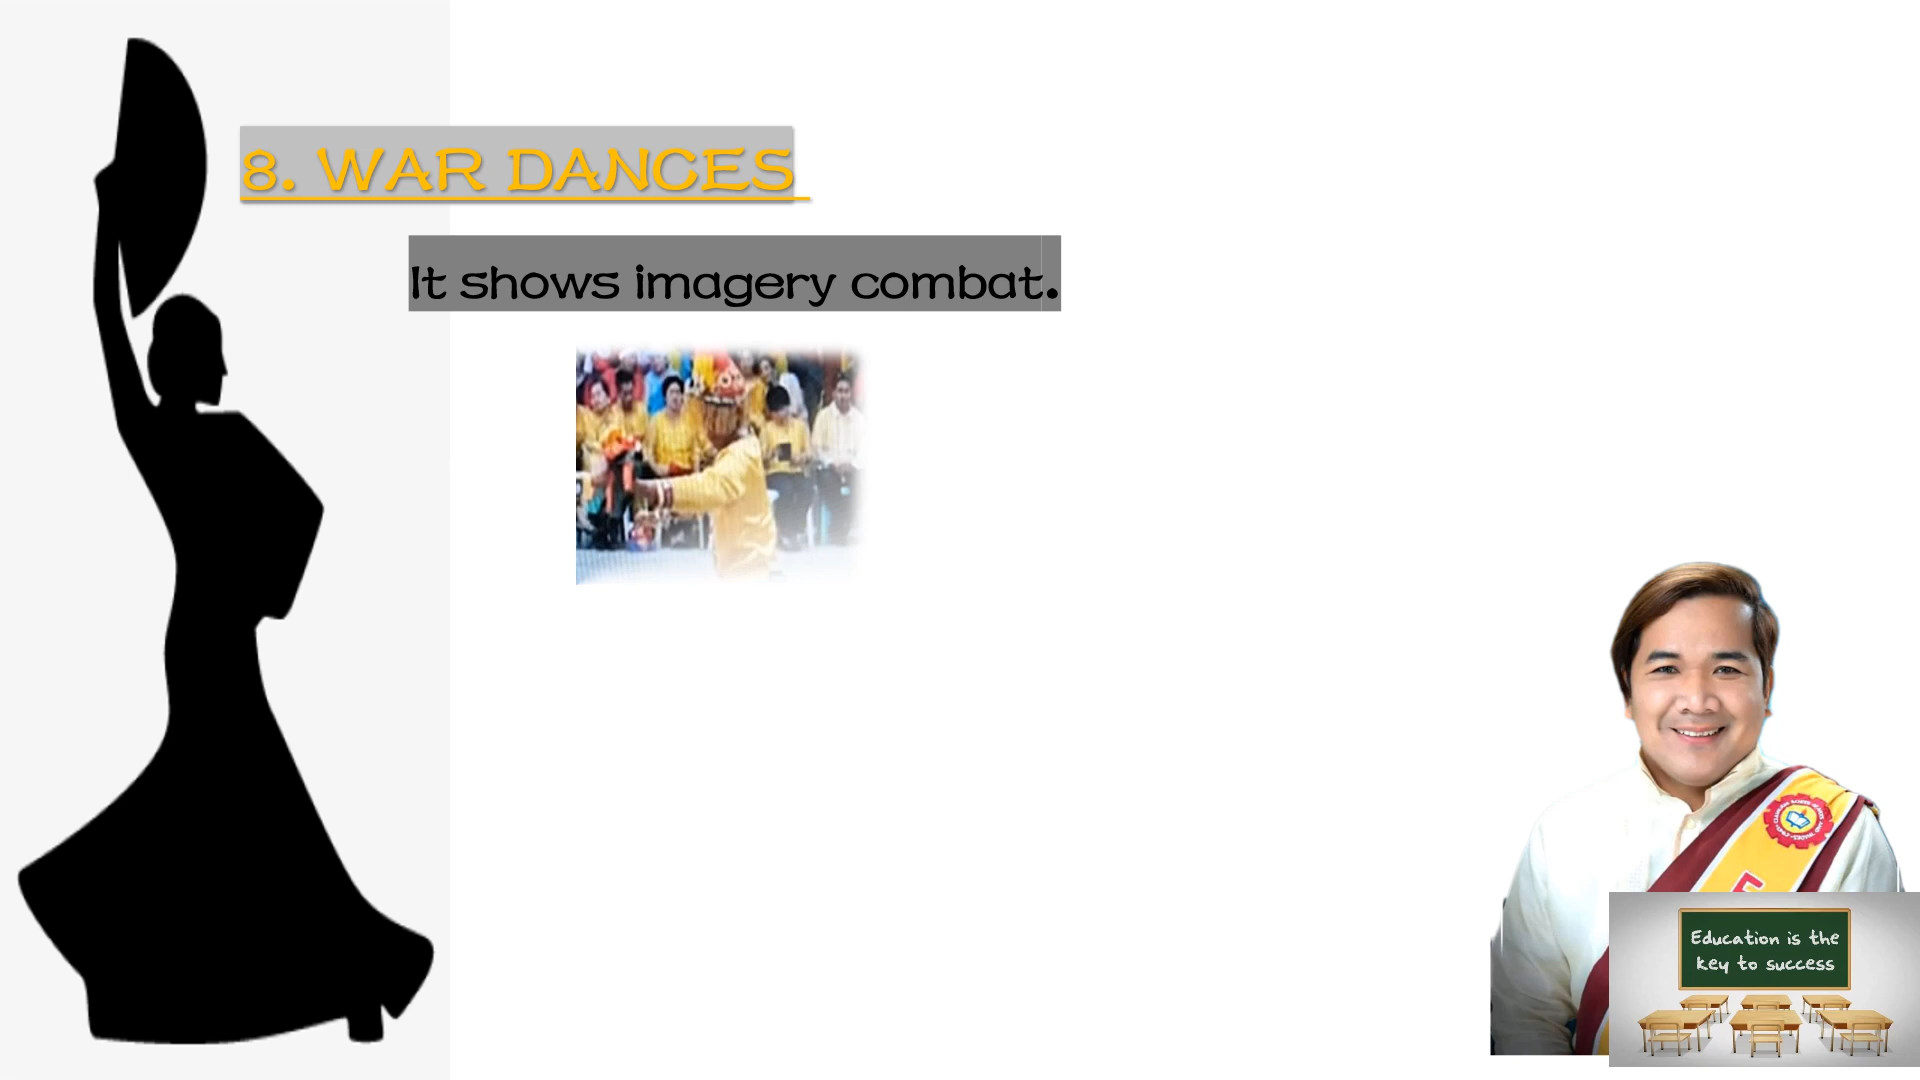 8. WAR DANCES
It shows imagery combat.
Education is the
key to success